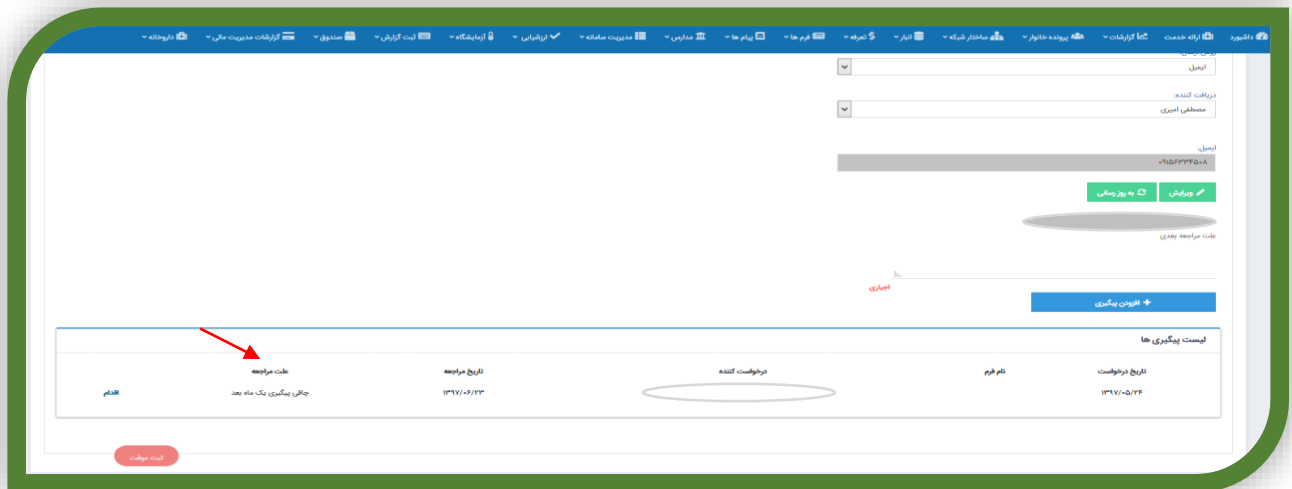 داشبورد ارائه خدمت گزارشات پرونده خانوار ساختار شبکه انبار تعرفه فرم ها پیام ها مدارس مدیریت سامانه ارزشیابی آزمایشگاه ثبت گزارش صندوق گزارشات مدیریت مالی داروخانه
ایمیل
دریافت کننده:
مصطفی امیری
ایمیل:
۰۹۱۵۶۳۳۴۵۰۸
ویرایش به روز رسانی
علت مراجعه بعدی
اجباری
+ افزودن پیگیری
لیست پیگیری ها
تاریخ درخواست نام فرم درخواست کننده تاریخ مراجعه علت مراجعه
۱۳۹۷/۰۵/۲۴ ۱۳۹۷/۰۶/۲۳ چاقی پیگیری یک ماه بعد اقدام
ثبت موقت